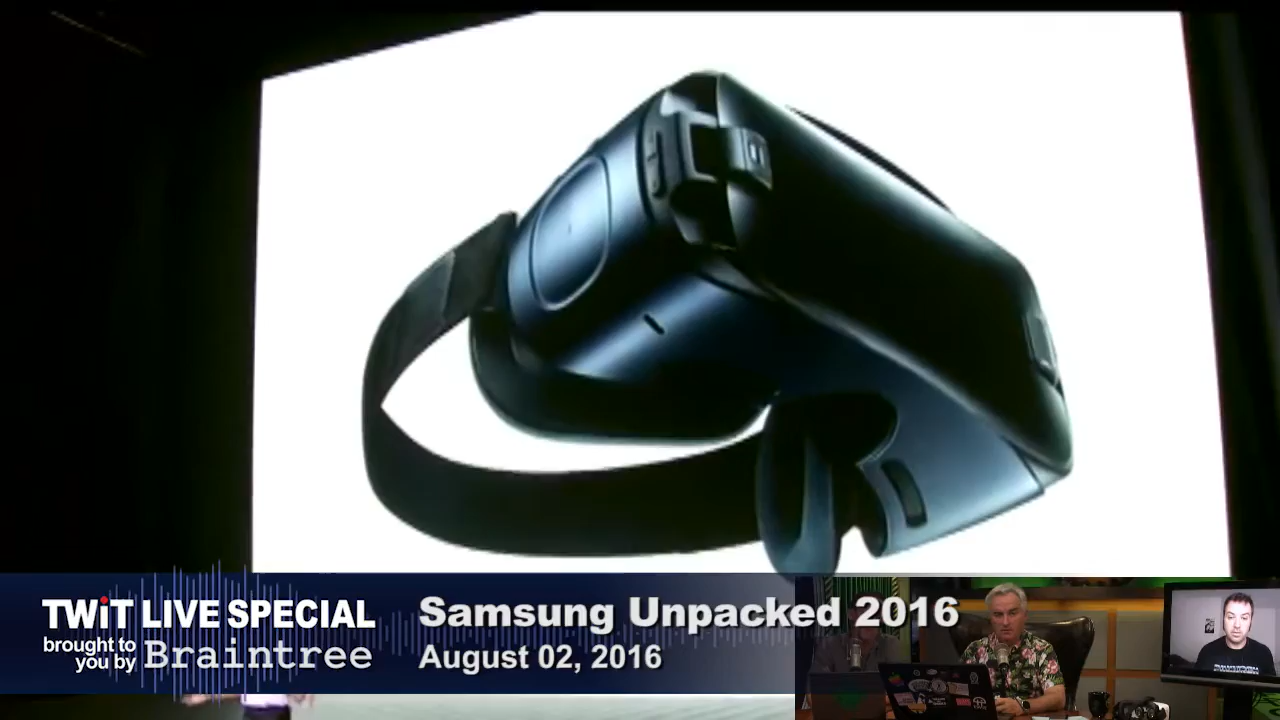 TWiT LIVE SPECIAL
brought to
you by Braintree
Samsung Unpacked 2016
August 02, 2016